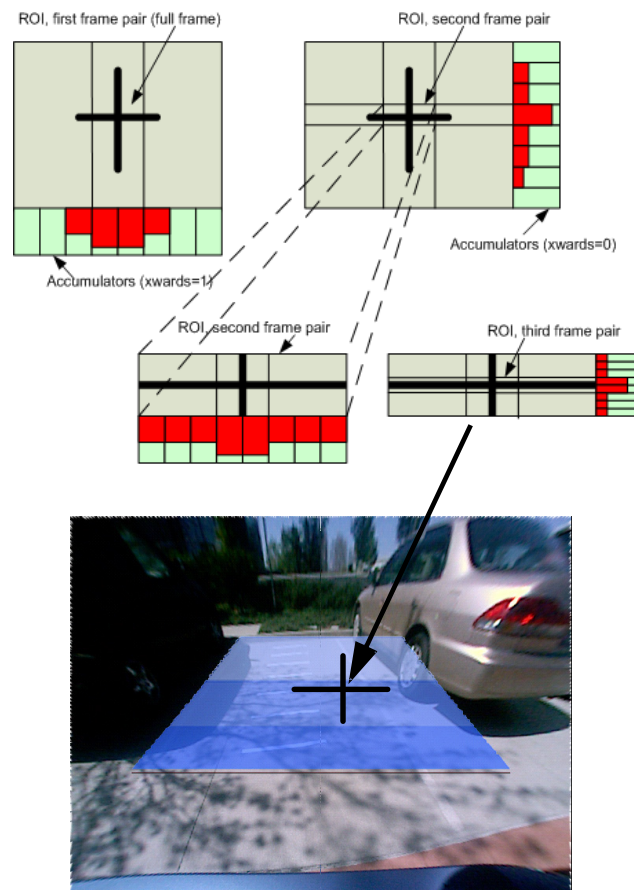 ROI, first frame pair (full frame)
ROI, second frame pair
Accumulators (xwards=0)
Accumulators (xwards=1)
ROI, second frame pair
ROI, third frame pair